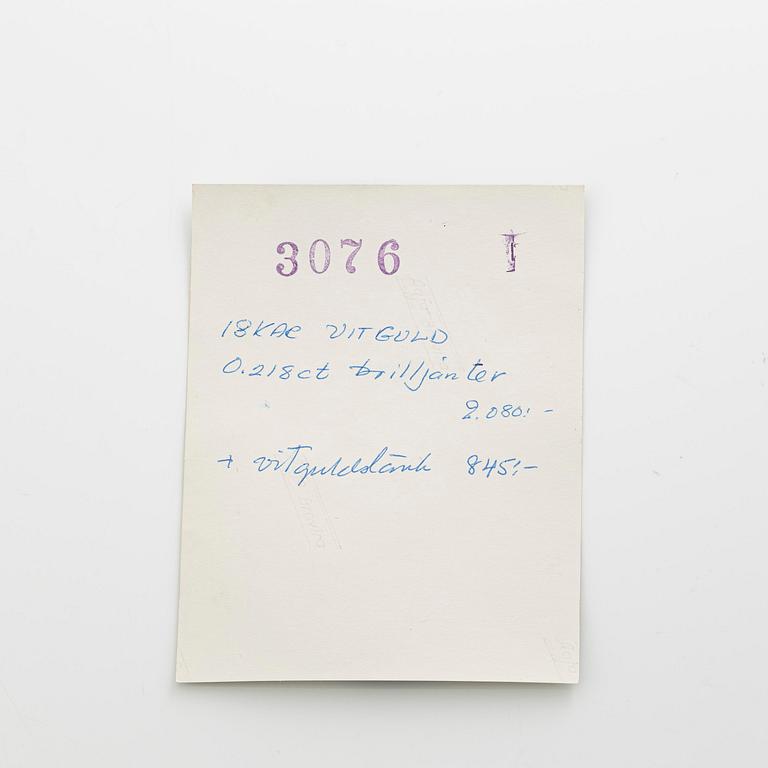 3076 I
18KAR VITGULD
0.218ct briljanter
2.080:-
+ vitguldslänk 845:-